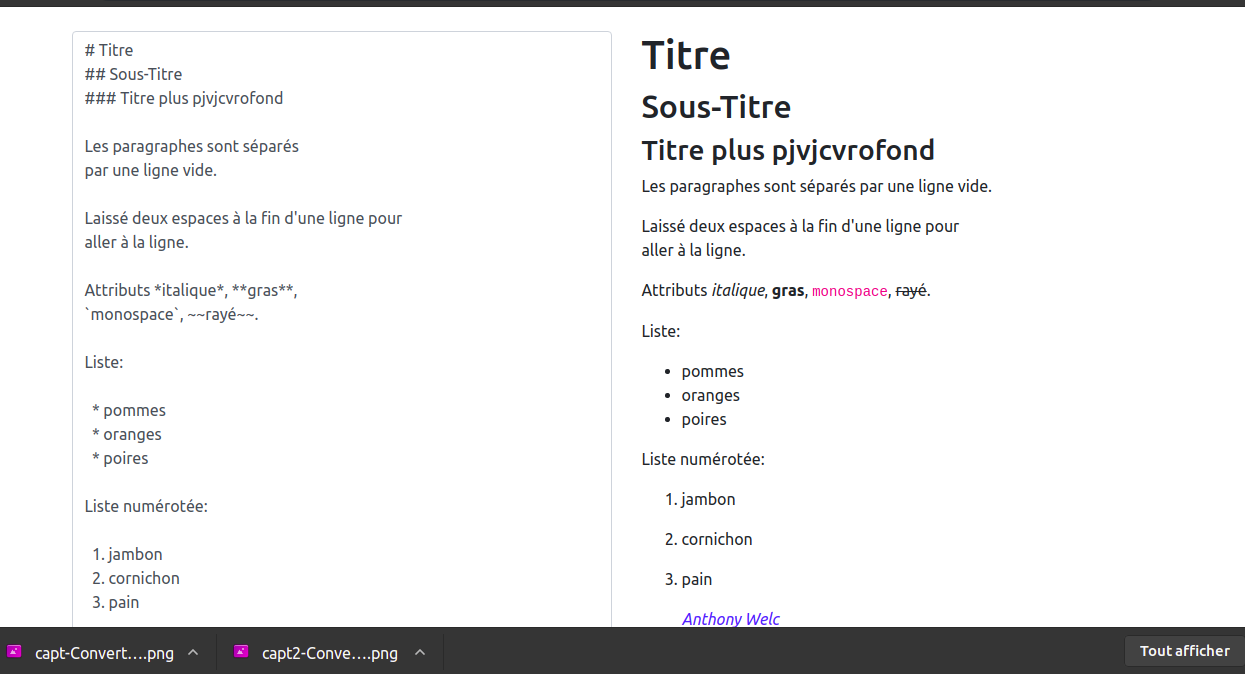 # Titre
## Sous-Titre
### Titre plus pjvjcvrofond
Les paragraphes sont séparés
par une ligne vide.
Laissé deux espaces à la fin d'une ligne pour
aller à la ligne.
Attributs *italique*, **gras**,
`monospace`, ~~rayé~~.
Liste:
* pommes
* oranges
* poires
Liste numérotée:
1. jambon
2. cornichon
3. pain
Titre
Sous-Titre
Titre plus pjvjcvrofond
Les paragraphes sont séparés par une ligne vide.
Laissé deux espaces à la fin d'une ligne pour
aller à la ligne.
Attributs italique, gras, monospace, rayé.
Liste:
• pommes
• oranges
• poires
Liste numérotée:
1. jambon
2. cornichon
3. pain
Anthony Welc
capt-Convert....png
capt2-Conve....png
Tout afficher